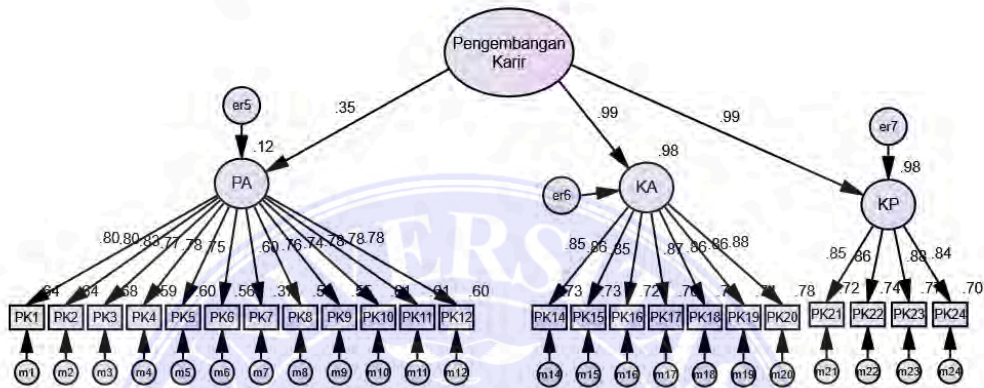 Pengembangan
Karir
er5
.35
.99
.99
er7
.12
.98
.98
PA
er6
KA
KP
.80 .80 .83 .77 .78 .75 .60 .76 .74 .78 .78 .78
.85 .86 .85 .87 .86 .86 .88
.85 .86 .88 .84
.64 .64 .68 .59 .60 .56 .60
.73 .73 .72 .78
.72 .74 .70
PK1 PK2 PK3 PK4 PK5 PK6 PK7 PK8 PK9 PK10 PK11 PK12
PK14 PK15 PK16 PK17 PK18 PK19 PK20
PK21 PK22 PK23 PK24
m1 m2 m3 m4 m5 m6 m7 m8 m9 m10 m11 m12
m14 m15 m16 m17 m18 m19 m20
m21 m22 m23 m24
ERS